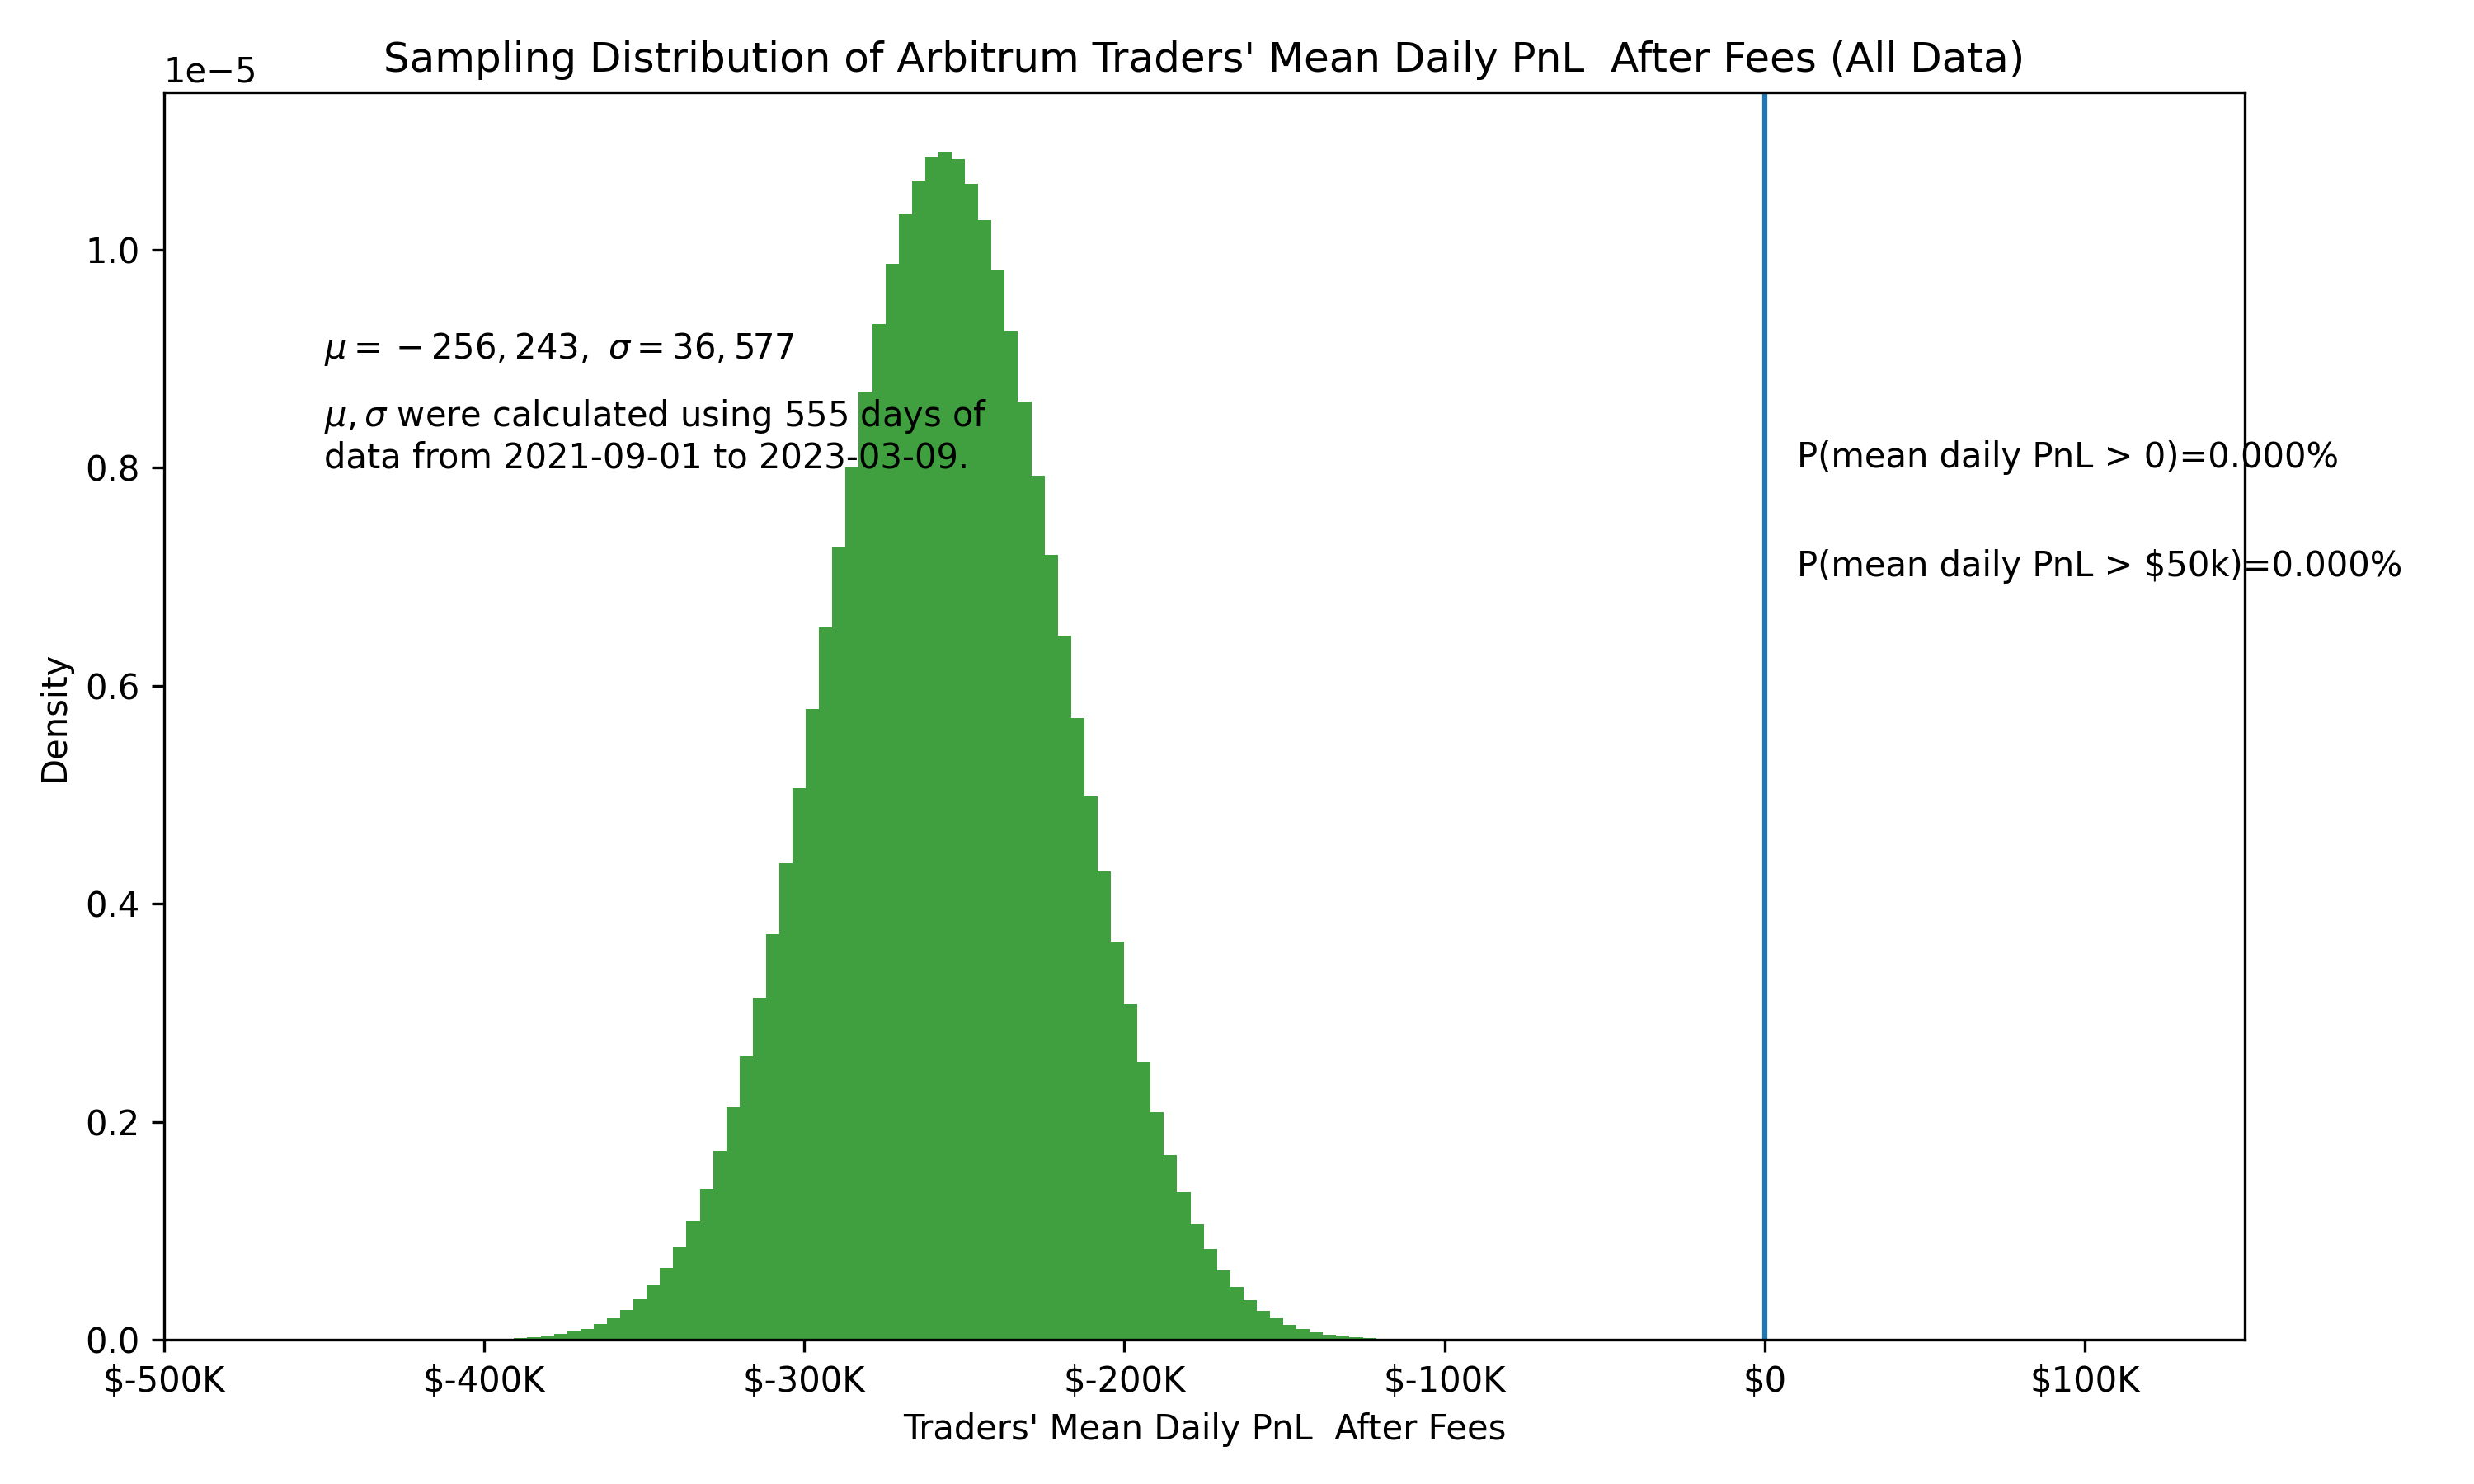 Sampling Distribution of Arbitrum Traders' Mean Daily PnL  After Fees (All Data)
1e−5
1.0
0.8
0.6
0.4
0.2
0.0
Density
μ = −256,243, σ = 36,577
μ, σ were calculated using 555 days of
data from 2021-09-01 to 2023-03-09.
P(mean daily PnL > 0)=0.000%
P(mean daily PnL > $50k)=0.000%
$-500K $-400K $-300K $-200K $-100K $0 $100K
Traders' Mean Daily PnL  After Fees